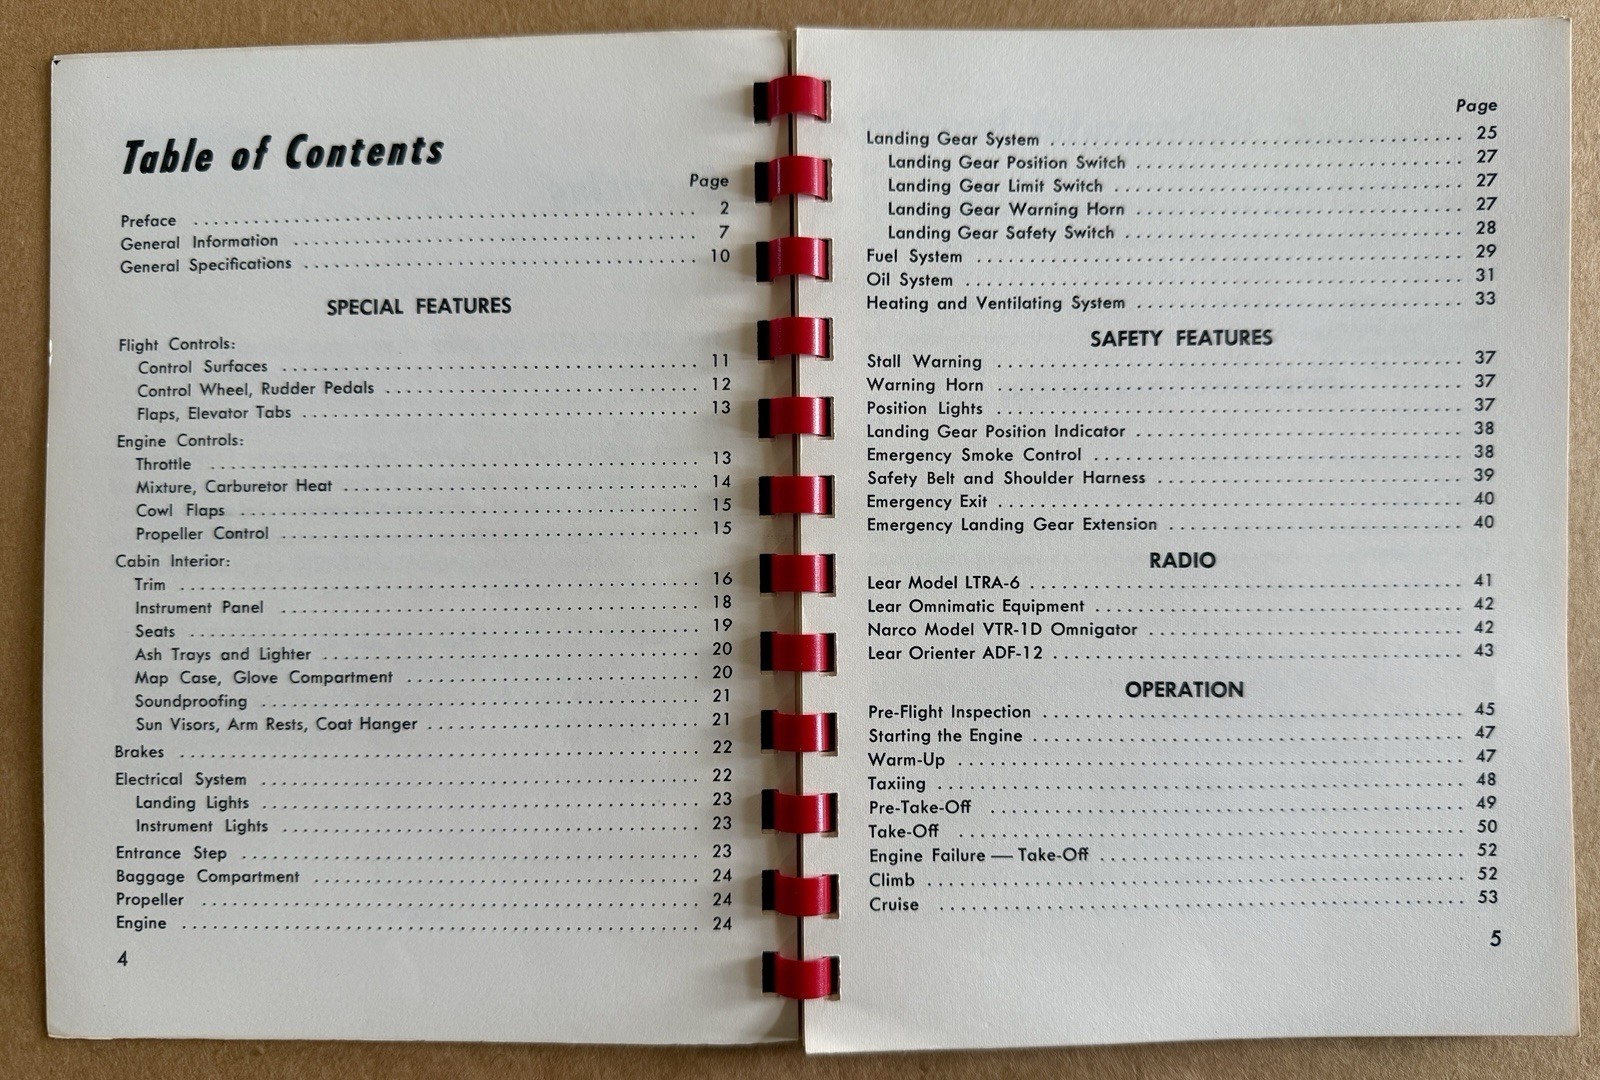 Table of Contents
Page
Preface ........................................ 2
General Information ........................................ 7
General Specifications ........................................ 10
SPECIAL FEATURES
Flight Controls:
Control Surfaces ........................................ 11
Control Wheel, Rudder Pedals ........................................ 12
Flaps, Elevator Tabs ........................................ 13
Engine Controls:
Throttle ........................................ 13
Mixture, Carburetor Heat ........................................ 14
Cowl Flaps ........................................ 15
Propeller Control ........................................ 15
Cabin Interior:
Trim ........................................ 16
Instrument Panel ........................................ 18
Seats ........................................ 19
Ash Trays and Lighter ........................................ 20
Map Case, Glove Compartment ........................................ 20
Soundproofing ........................................ 21
Sun Visors, Arm Rests, Coat Hanger ........................................ 21
Brakes ........................................ 22
Electrical System ........................................ 22
Landing Lights ........................................ 23
Instrument Lights ........................................ 23
Entrance Step ........................................ 23
Baggage Compartment ........................................ 24
Propeller ........................................ 24
Engine ........................................ 24
4
Page
Landing Gear System ........................................ 25
Landing Gear Position Switch ........................................ 27
Landing Gear Limit Switch ........................................ 27
Landing Gear Warning Horn ........................................ 27
Landing Gear Safety Switch ........................................ 28
Fuel System ........................................ 29
Oil System ........................................ 31
Heating and Ventilating System ........................................ 33
SAFETY FEATURES
Stall Warning ........................................ 37
Warning Horn ........................................ 37
Position Lights ........................................ 37
Landing Gear Position Indicator ........................................ 38
Emergency Smoke Control ........................................ 38
Safety Belt and Shoulder Harness ........................................ 39
Emergency Exit ........................................ 40
Emergency Landing Gear Extension ........................................ 40
RADIO
Lear Model LTRA-6 ........................................ 41
Lear Omnimatic Equipment ........................................ 42
Narco Model VTR-1D Omnigator ........................................ 42
Lear Orienter ADF-12 ........................................ 43
OPERATION
Pre-Flight Inspection ........................................ 45
Starting the Engine ........................................ 47
Warm-Up ........................................ 47
Taxiing ........................................ 48
Pre-Take-Off ........................................ 49
Take-Off ........................................ 50
Engine Failure — Take-Off ........................................ 52
Climb ........................................ 52
Cruise ........................................ 53
5